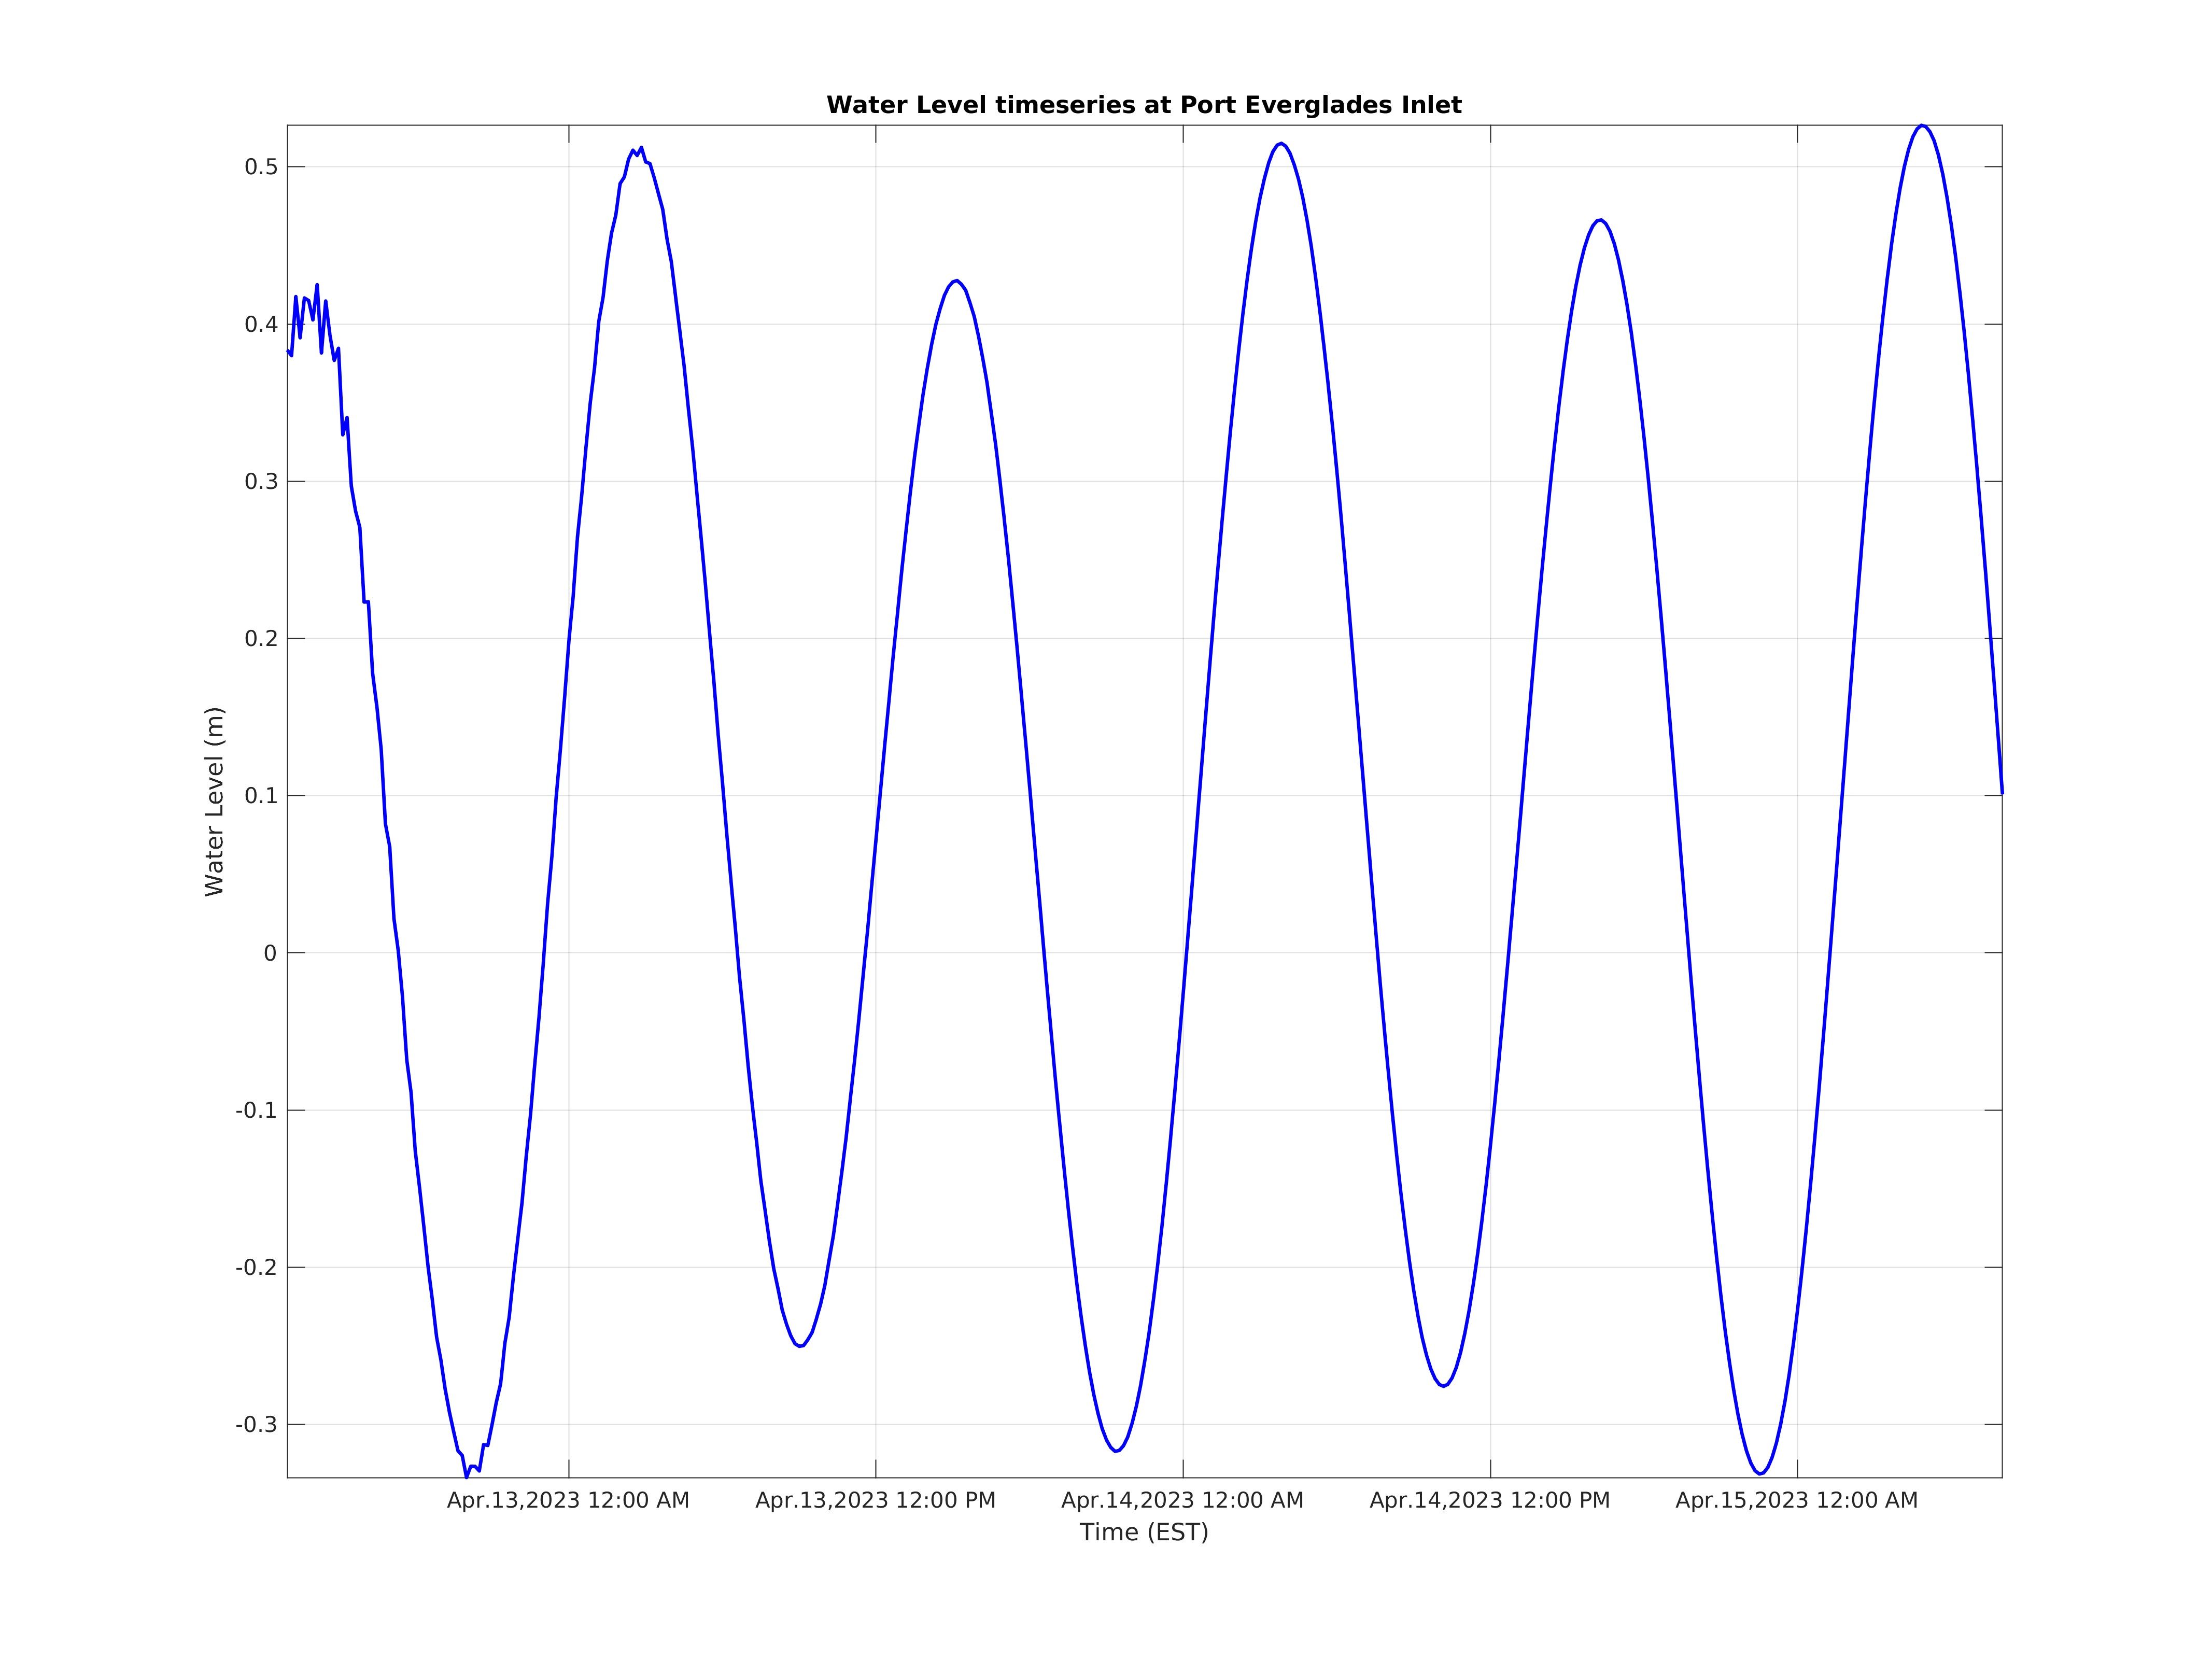 Water Level timeseries at Port Everglades Inlet
0.5
0.4
0.3
0.2
0.1
0
-0.1
-0.2
-0.3
Water Level (m)
Apr.13,2023 12:00 AM Apr.13,2023 12:00 PM Apr.14,2023 12:00 AM Apr.14,2023 12:00 PM Apr.15,2023 12:00 AM
Time (EST)